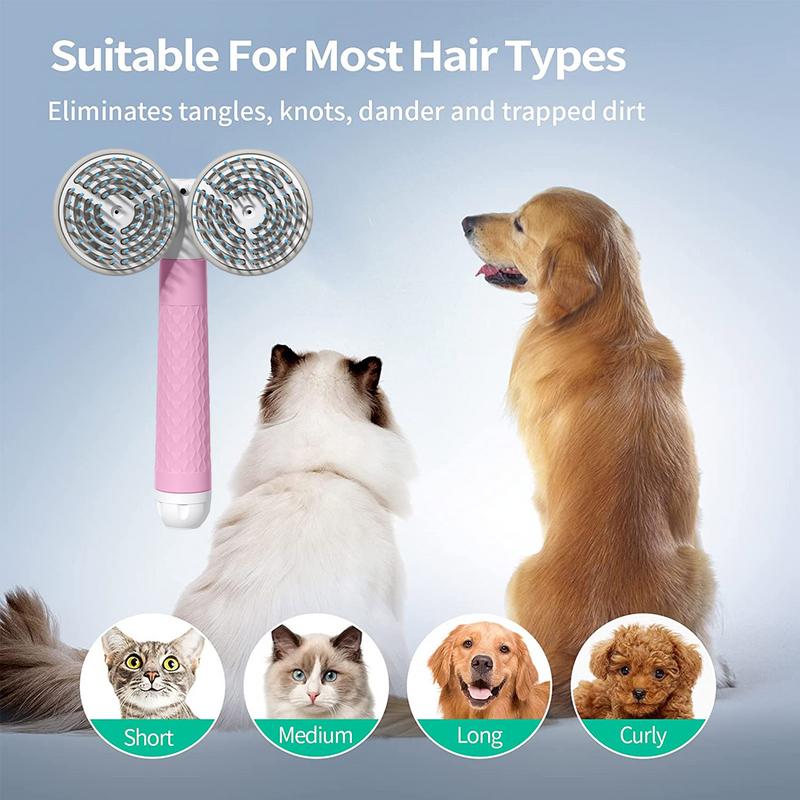 Suitable For Most Hair Types
Eliminates tangles, knots, dander and trapped dirt
Short
Medium
Long
Curly